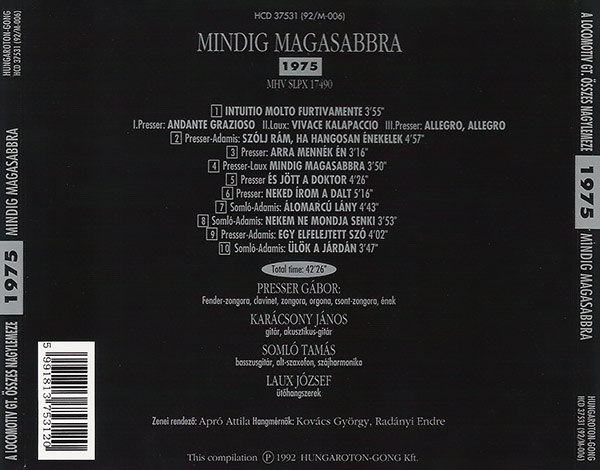 HUNGAROTON-GONG
HCD 37531 (92/M-006)
MINDIG MAGASABBRA
1975
A LOCOMOTIV GT. ÖSSZES NAGYLEMEZE
5991813753120
HCD 37531 (92/M-006)
MINDIG MAGASABBRA
1975
MHV SLPX 17490
1 INTUITIO MOLTO FURTIVAMENTE 3'55"
I.Presser: ANDANTE GRAZIOSO II.Laux: VIVACE KALAPACCIO III.Presser: ALLEGRO, ALLEGRO
2 Presser-Adamis: SZÓLJ RÁM, HA HANGOSAN ÉNEKELEK 4'57"
3 Presser: ARRA MENNÉK ÉN 3'16"
4 Presser-Laux MINDIG MAGASABBRA 3'50"
5 Presser ÉS JÖTT A DOKTOR 4'26"
6 Presser: NEKED ÍROM A DALT 5'16"
7 Somló-Adamis: ÁLOMARCÚ LÁNY 4'43"
8 Somló-Adamis: NEKEM NE MONDJA SENKI 3'53"
9 Presser-Adamis: EGY ELFELEJTETT SZÓ 4'02"
10 Somló-Adamis: ÜLÖK A JÁRDÁN 3'47"
Total time: 42'26"
PRESSER GÁBOR:
Fender-zongora, clavinet, zongora, orgona, csont-zongora, ének
KARÁCSONY JÁNOS
gitár, akusztikus-gitár
SOMLÓ TAMÁS
basszusgitár, alt-szaxofon, szájharmonika
LAUX JÓZSEF
ütőhangszerek
Zenei rendező: Apró Attila Hangmérnök: Kovács György, Radányi Endre
This compilation Ⓟ 1992 HUNGAROTON-GONG Kft.
A LOCOMOTIV GT. ÖSSZES NAGYLEMEZE
1975
MINDIG MAGASABBRA
HUNGAROTON-GONG
HCD 37531 (92/M-006)